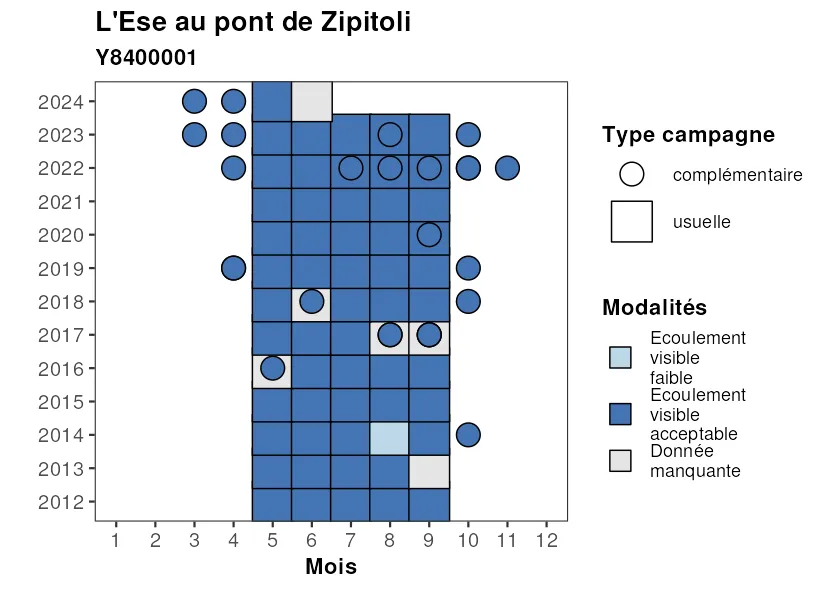 L'Ese au pont de Zipitoli
Y8400001
2024
2023
2022
2021
2020
2019
2018
2017
2016
2015
2014
2013
2012
1 2 3 4 5 6 7 8 9 10 11 12
Mois
Type campagne
complémentaire
usuelle
Modalités
Ecoulement
visible
faible
Ecoulement
visible
acceptable
Donnée
manquante